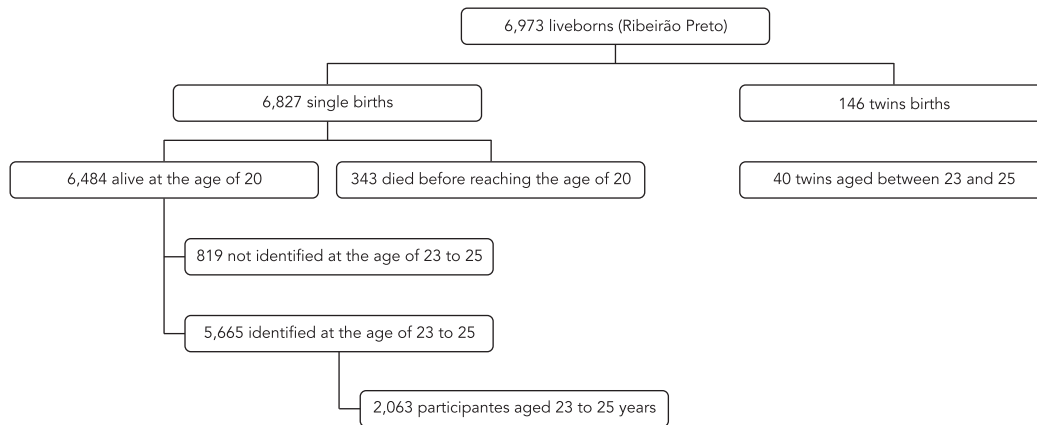 6,973 liveborns (Ribeirão Preto)
6,827 single births
146 twins births
6,484 alive at the age of 20
343 died before reaching the age of 20
40 twins aged between 23 and 25
819 not identified at the age of 23 to 25
5,665 identified at the age of 23 to 25
2,063 participantes aged 23 to 25 years